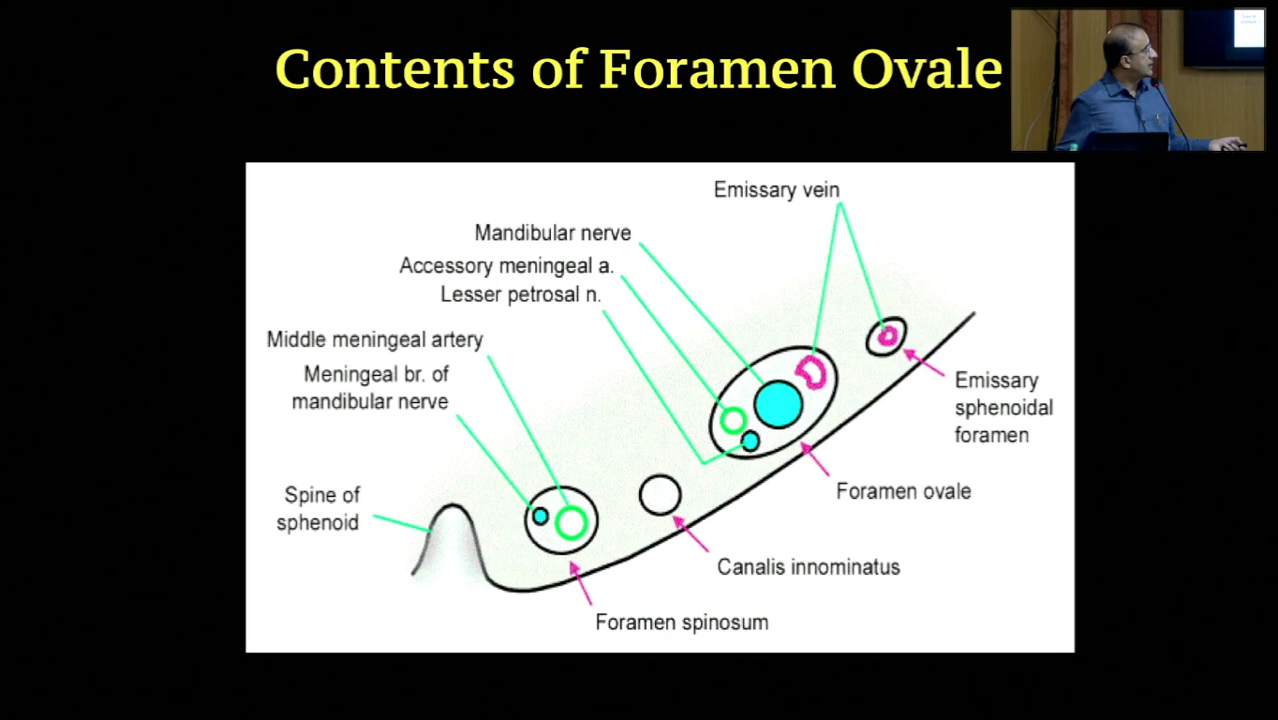 Contents of Foramen Ovale
Emissary vein
Mandibular nerve
Accessory meningeal a.
Lesser petrosal n.
Middle meningeal artery
Meningeal br. of
mandibular nerve
Spine of
sphenoid
Emissary
sphenoidal
foramen
Foramen ovale
Canalis innominatus
Foramen spinosum